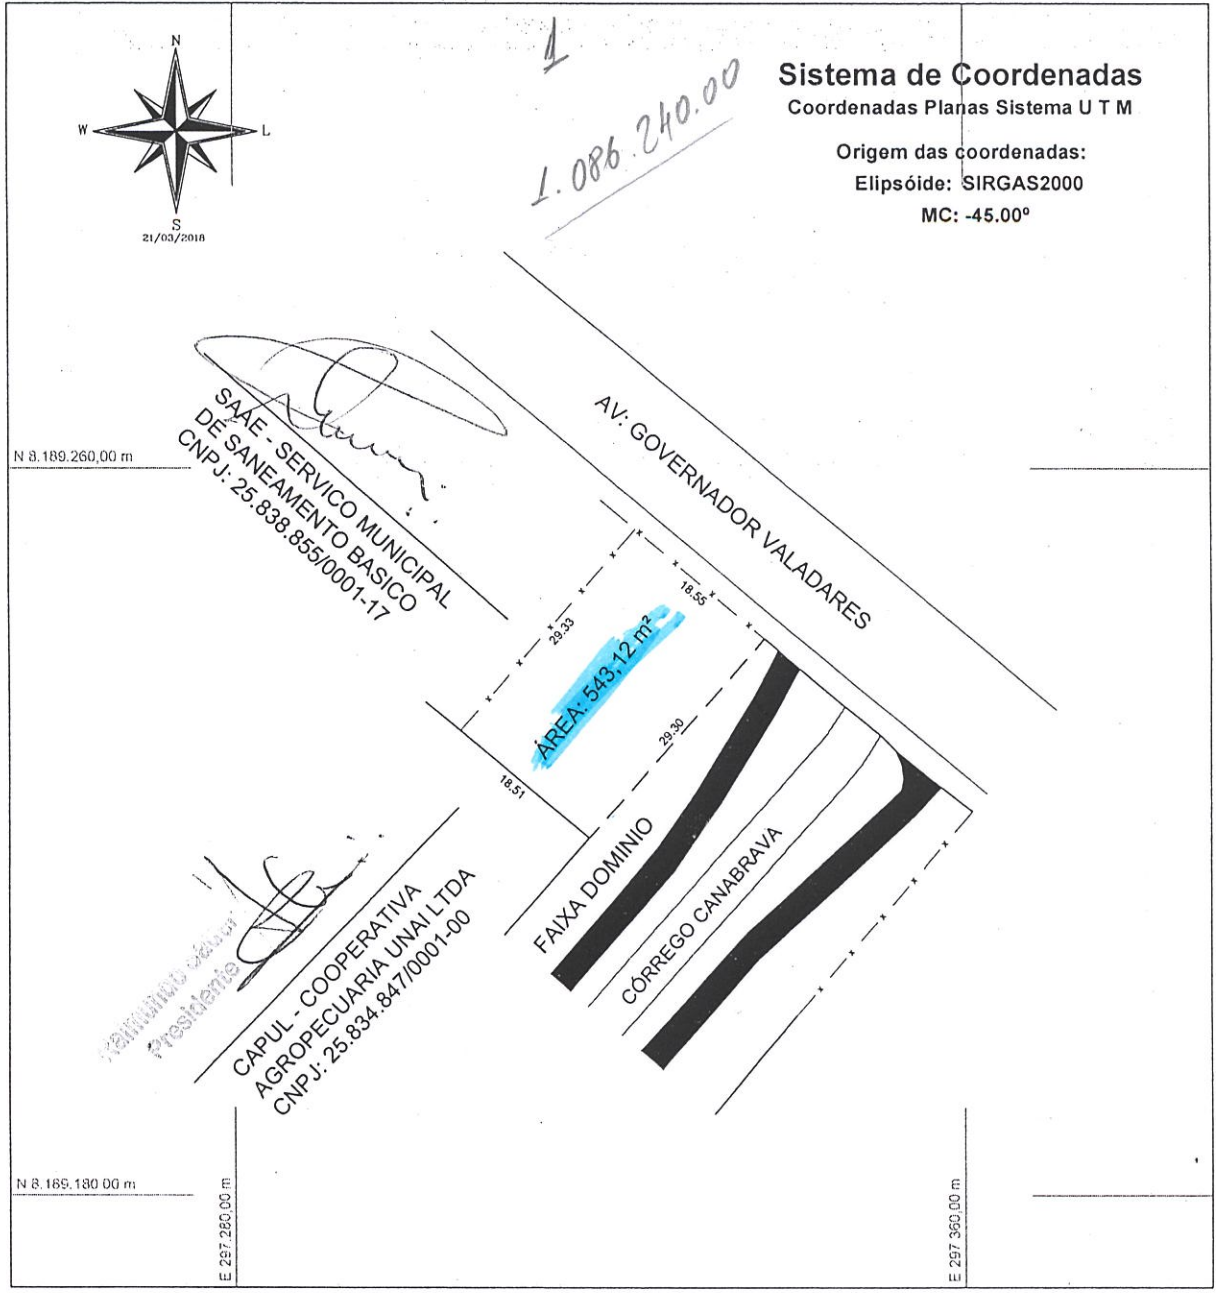 N
W
L
S
21/03/2018
1
1.086.240.00
Sistema de Coordenadas
Coordenadas Planas Sistema U T M
Origem das coordenadas:
Elipsóide: SIRGAS2000
MC: -45.00º
AV: GOVERNADOR VALADARES
SAAE - SERVICO MUNICIPAL
DE SANEAMENTO BASICO
CNPJ: 25.838.855/0001-17
N 8.189.260,00 m
18.55
29.33
ÁREA: 543,12 m²
29.30
18.51
FAIXA DOMINIO
CÓRREGO CANABRAVA
CAPUL - COOPERATIVA
AGROPECUARIA UNAI LTDA
CNPJ: 25.834.847/0001-00
Presidente
N 8.189.180 00 m
E 297.280,00 m
E 297 360,00 m